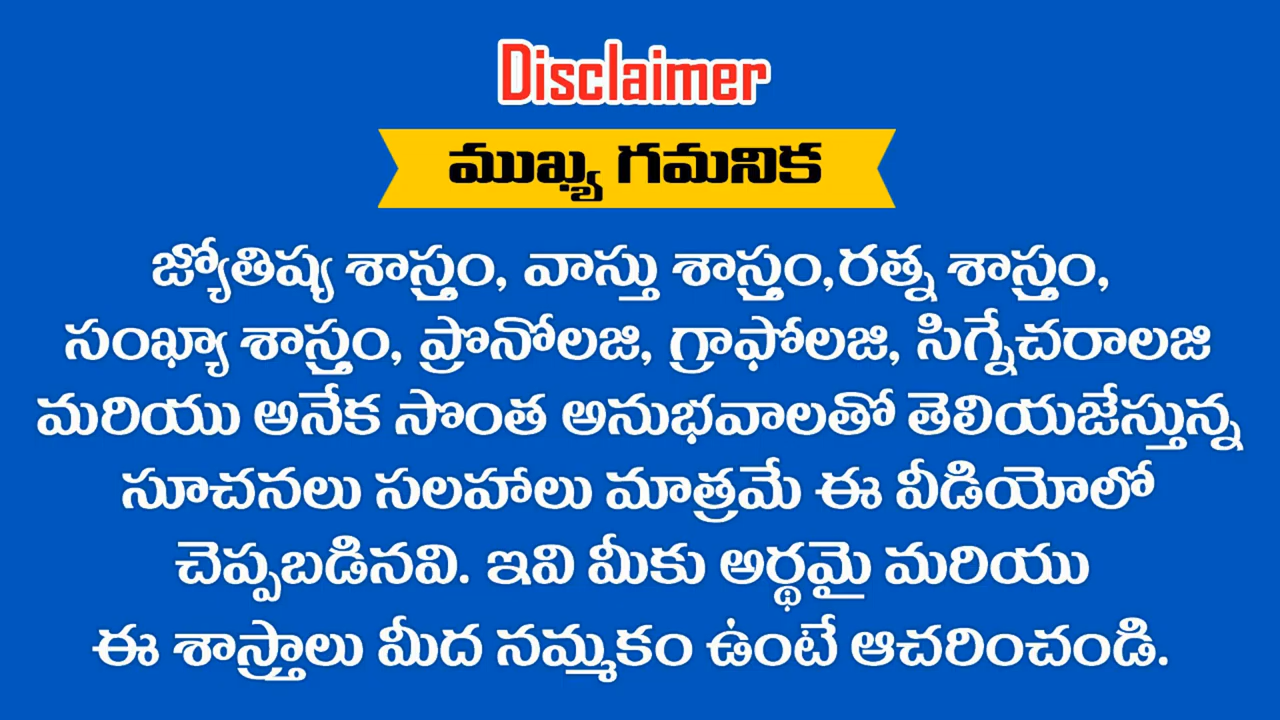 Disclaimer
ముఖ్య గమనిక
జ్యోతిష్య శాస్త్రం, వాస్తు శాస్త్రం,రత్న శాస్త్రం,
సంఖ్యా శాస్త్రం, ప్రొనోలజి, గ్రాఫోలజి, సిగ్నేచరాలజి
మరియు అనేక సొంత అనుభవాలతో తెలియజేస్తున్న
సూచనలు సలహాలు మాత్రమే ఈ వీడియోలో
చెప్పబడినవి. ఇవి మీకు అర్థమై మరియు
ఈ శాస్త్రాలు మీద నమ్మకం ఉంటే ఆచరించండి.